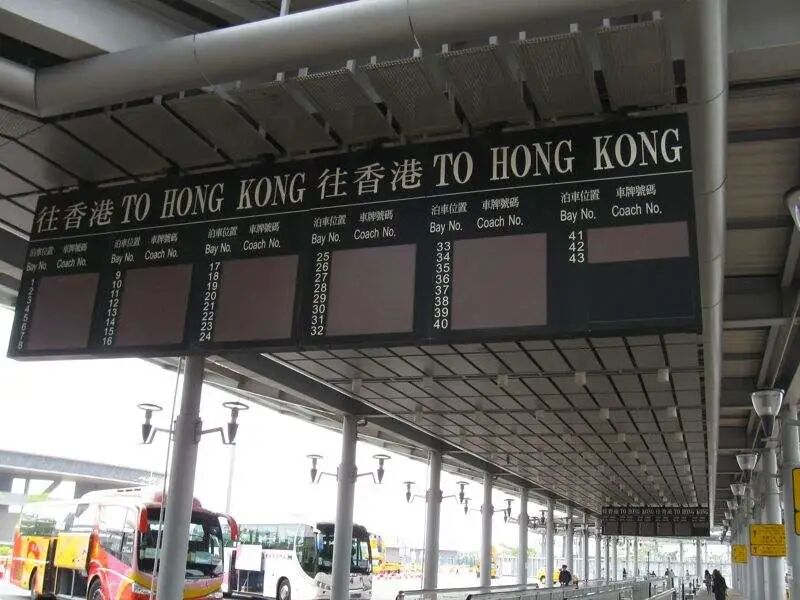 往香港 TO HONG KONG 往香港 TO HONG KONG
泊車位置 車牌號碼 泊車位置 車牌號碼 泊車位置 車牌號碼 泊車位置 車牌號碼 泊車位置 車牌號碼 泊車位置 車牌號碼
Bay No. Coach No. Bay No. Coach No. Bay No. Coach No. Bay No. Coach No. Bay No. Coach No. Bay No. Coach No.
1 9 17 25 33 41
2 10 18 26 34 42
3 11 19 27 35 43
4 12 20 28 36
5 13 21 29 37
6 14 22 30 38
7 15 23 31 39
8 16 24 32 40